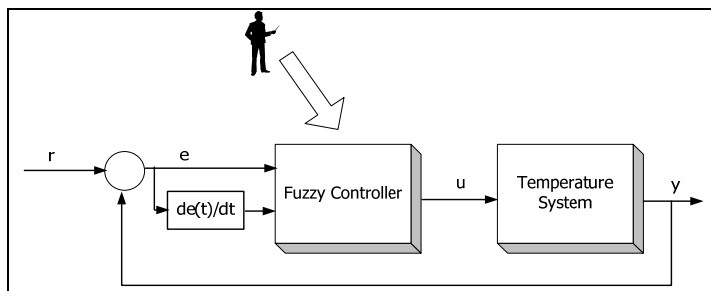 r
e
de(t)/dt
Fuzzy Controller
u
Temperature
System
y